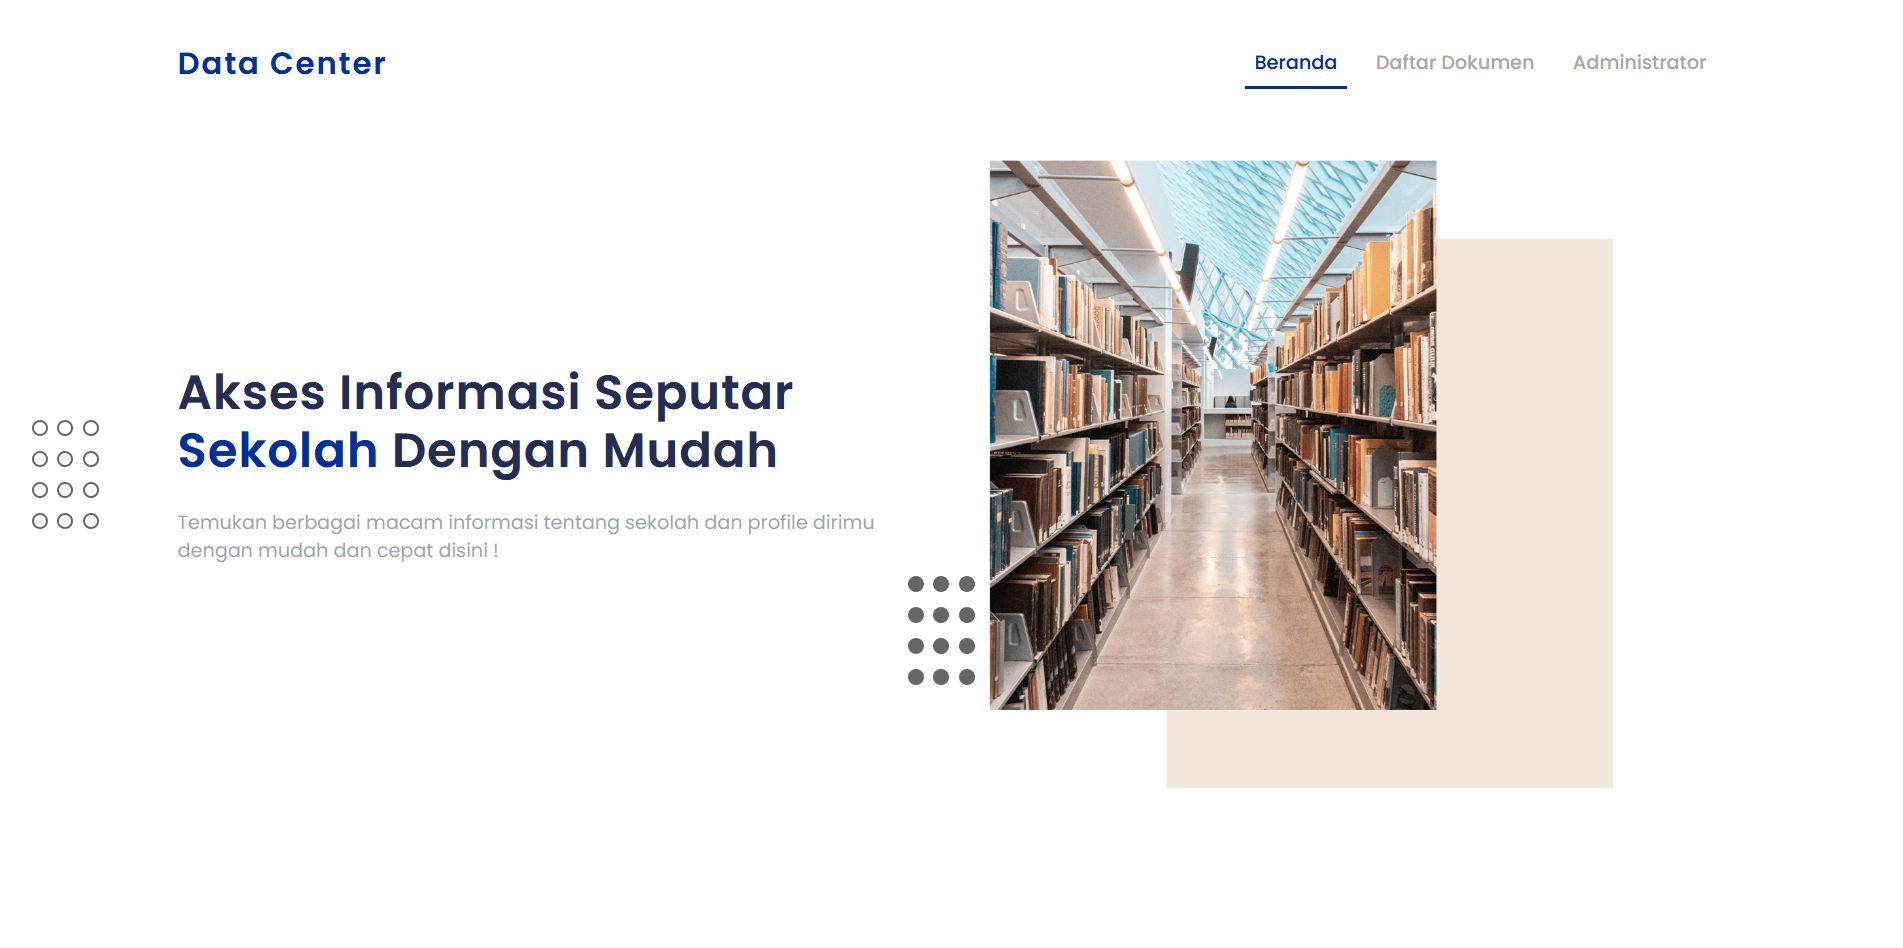 Data Center
Beranda
Daftar Dokumen
Administrator
Akses Informasi Seputar
Sekolah Dengan Mudah
Temukan berbagai macam informasi tentang sekolah dan profile dirimu
dengan mudah dan cepat disini !